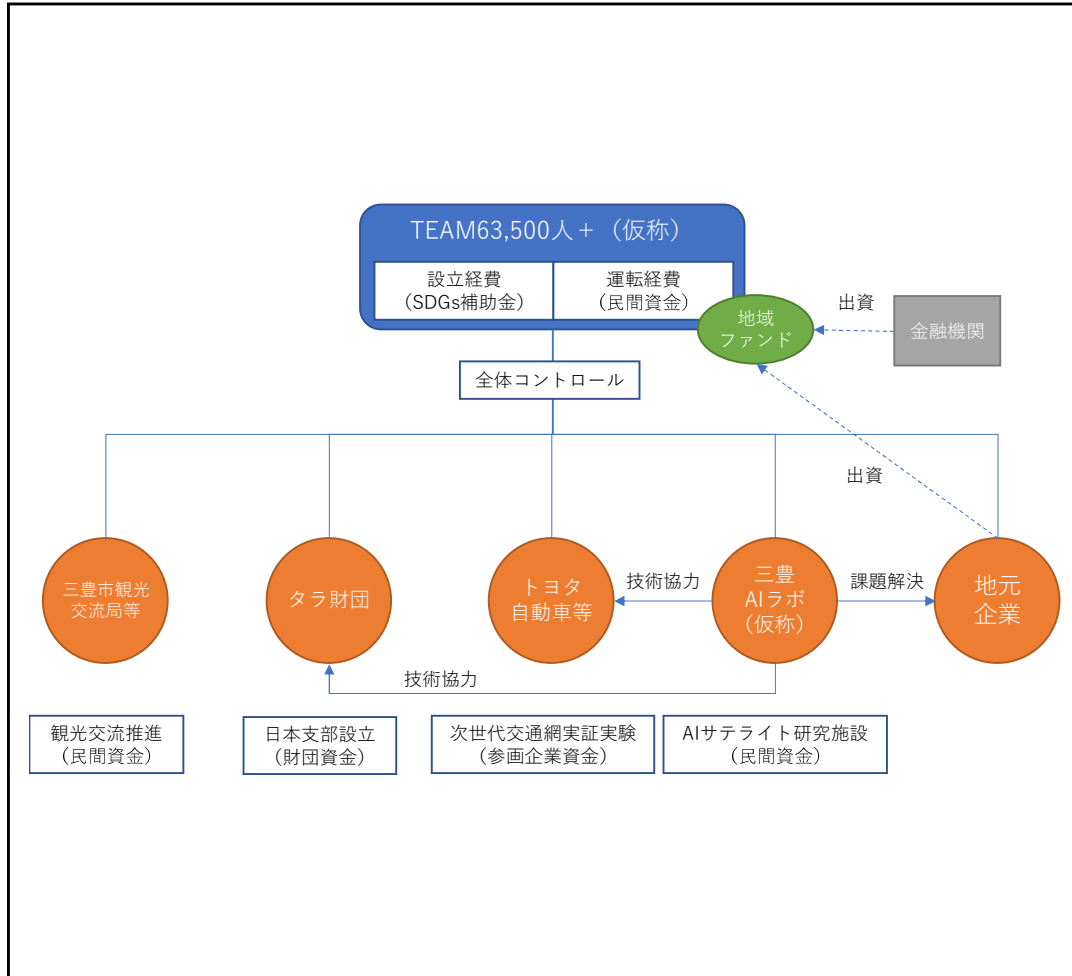 TEAM63,500人＋（仮称）
設立経費
（SDGs補助金）
運転経費
（民間資金）
地域
ファンド
出資
金融機関
全体コントロール
出資
三豊市観光
交流局等
タラ財団
トヨタ
自動車等
技術協力
三豊
AIラボ
（仮称）
課題解決
地元
企業
技術協力
観光交流推進
（民間資金）
日本支部設立
（財団資金）
次世代交通網実証実験
（参画企業資金）
AIサテライト研究施設
（民間資金）